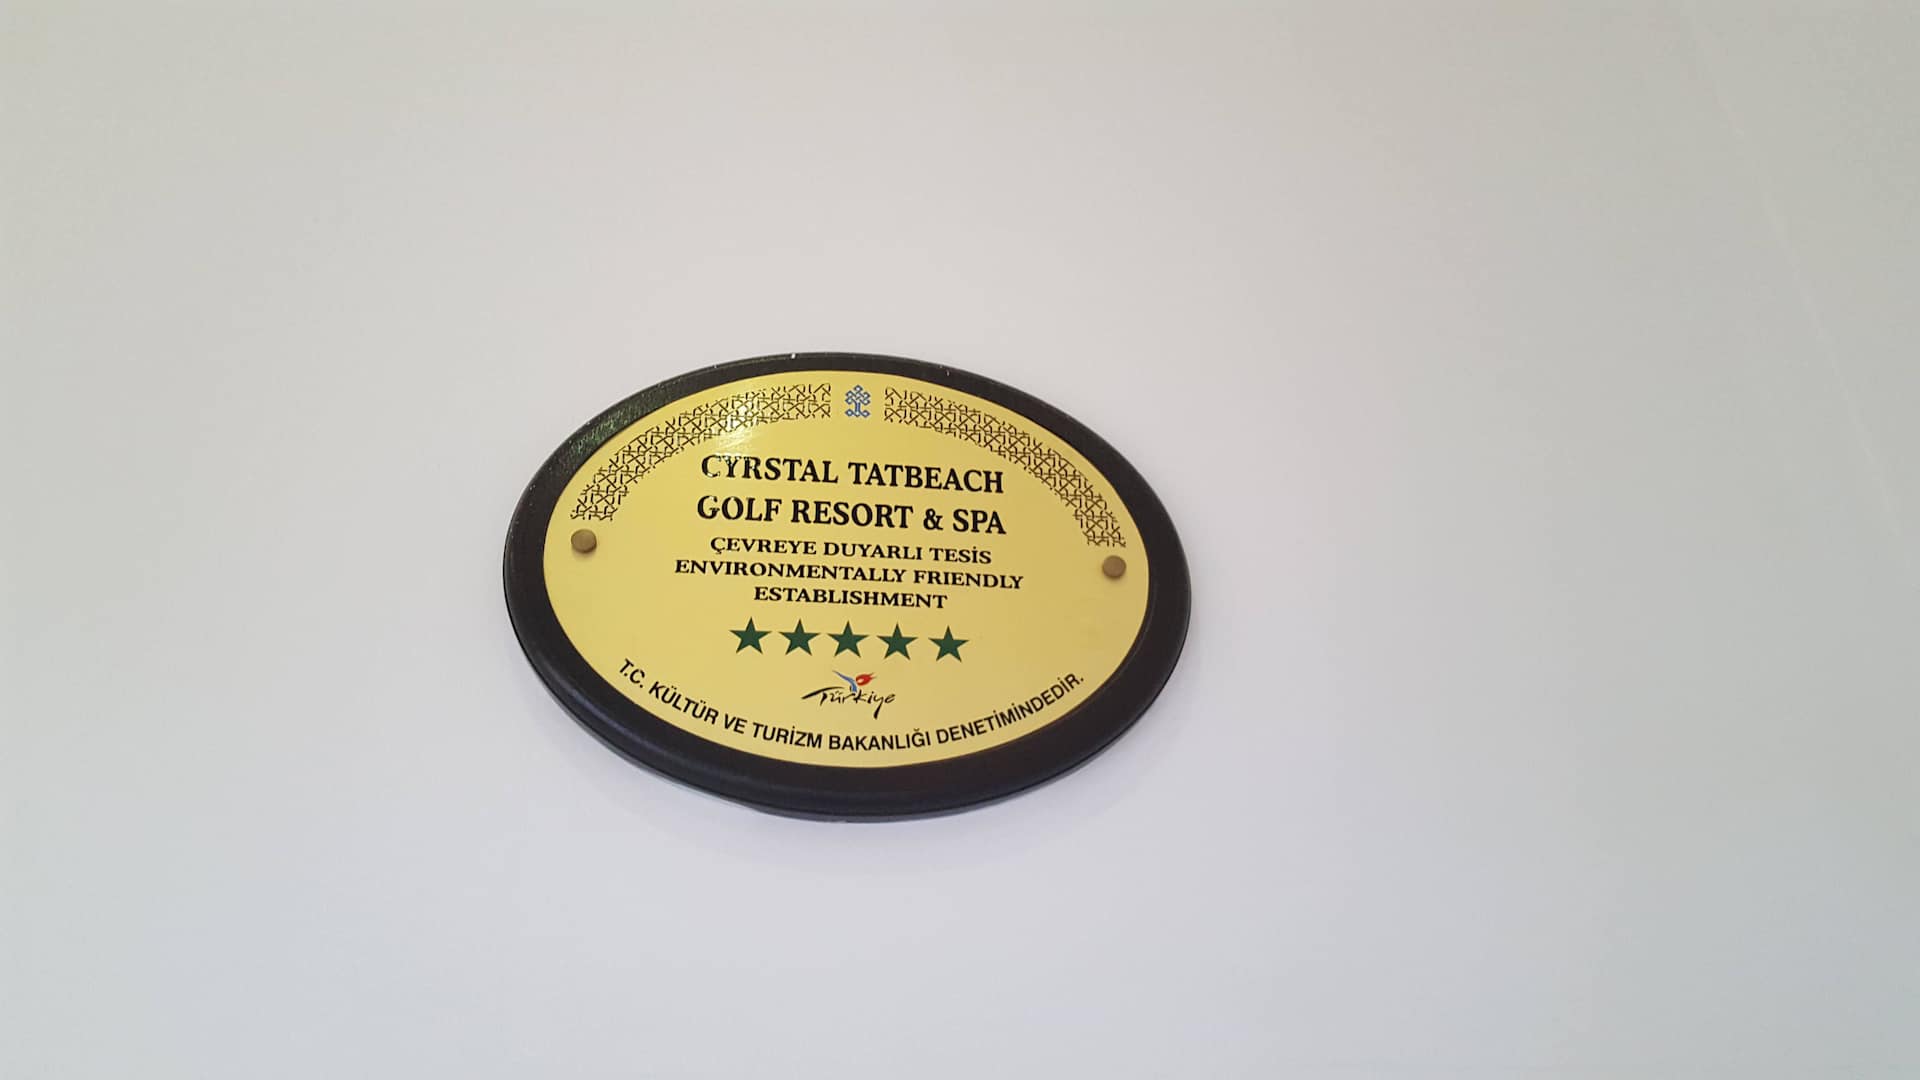 CYRSTAL TATBEACH
GOLF RESORT & SPA
ÇEVREYE DUYARLI TESİS
ENVIRONMENTALLY FRIENDLY
ESTABLISHMENT
Türkiye
T.C. KÜLTÜR VE TURİZM BAKANLIĞI DENETİMİNDEDİR.